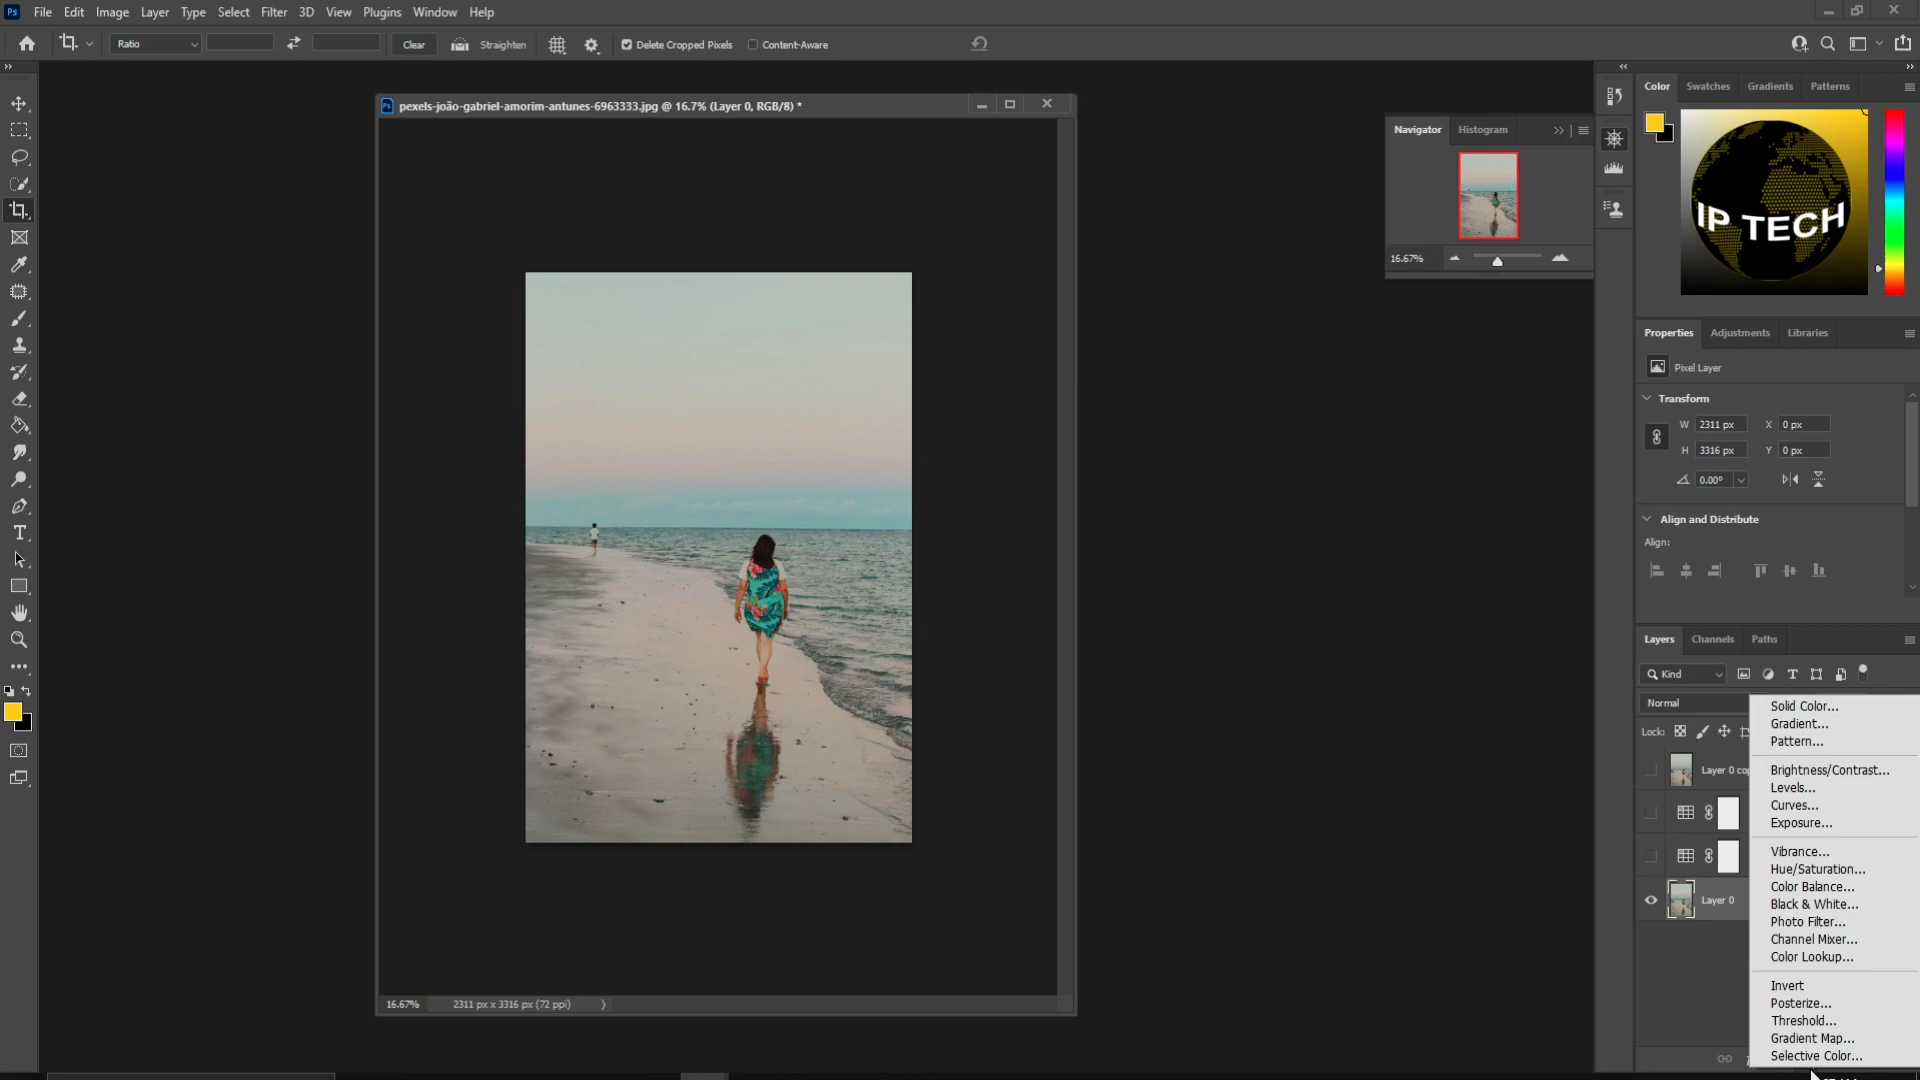 Ps File Edit Image Layer Type Select Filter 3D View Plugins Window Help
Ratio Clear Straighten Delete Cropped Pixels Content-Aware
Color Swatches Gradients Patterns
Ps pexels-joão-gabriel-amorim-antunes-6963333.jpg @ 16.7% (Layer 0, RGB/8) *
Navigator Histogram
IP TECH
16.67%
Properties Adjustments Libraries
Pixel Layer
Transform
W 2311 px X 0 px
H 3316 px Y 0 px
0.00°
Align and Distribute
Align:
Layers Channels Paths
Kind
Normal
Lock:
Layer 0 co
Layer 0
Solid Color...
Gradient...
Pattern...
Brightness/Contrast...
Levels...
Curves...
Exposure...
Vibrance...
Hue/Saturation...
Color Balance...
Black & White...
Photo Filter...
Channel Mixer...
Color Lookup...
Invert
Posterize...
Threshold...
Gradient Map...
Selective Color...
16.67% 2311 px x 3316 px (72 ppi)